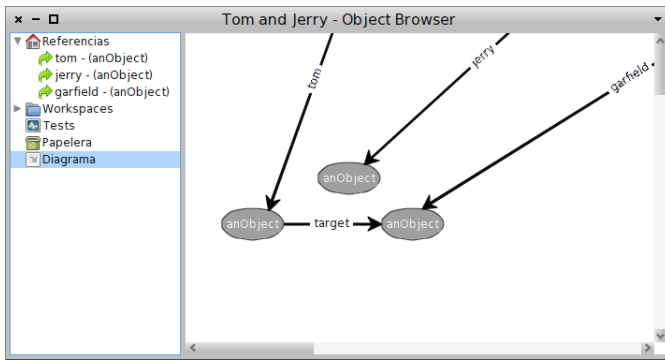 Tom and Jerry - Object Browser
Referencias
tom - (anObject)
jerry - (anObject)
garfield - (anObject)
Workspaces
Tests
Papelera
Diagrama
tom
jerry
garfield
anObject
anObject
target
anObject